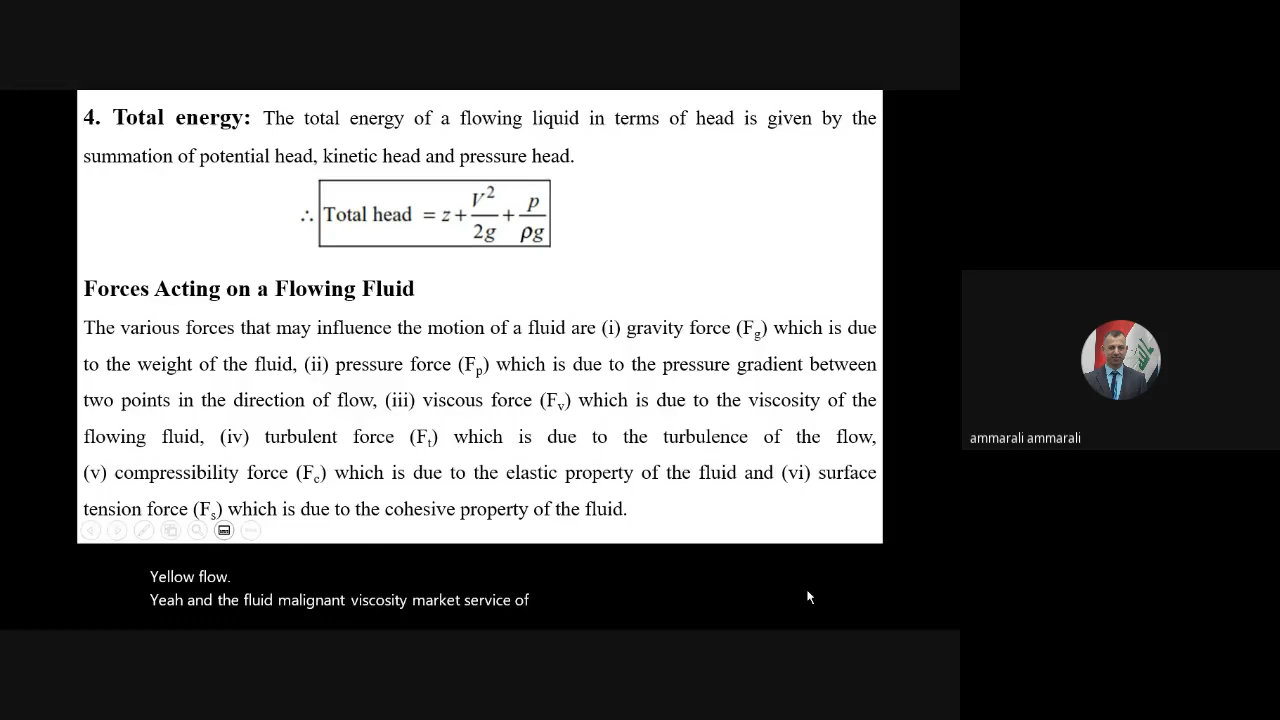 4. Total energy: The total energy of a flowing liquid in terms of head is given by the
summation of potential head, kinetic head and pressure head.
∴ Total head = z + V²/2g + p/ρg
Forces Acting on a Flowing Fluid
The various forces that may influence the motion of a fluid are (i) gravity force (Fg) which is due
to the weight of the fluid, (ii) pressure force (Fp) which is due to the pressure gradient between
two points in the direction of flow, (iii) viscous force (Fv) which is due to the viscosity of the
flowing fluid, (iv) turbulent force (Ft) which is due to the turbulence of the flow,
(v) compressibility force (Fc) which is due to the elastic property of the fluid and (vi) surface
tension force (Fs) which is due to the cohesive property of the fluid.
Yellow flow.
Yeah and the fluid malignant viscosity market service of
ammarali ammarali